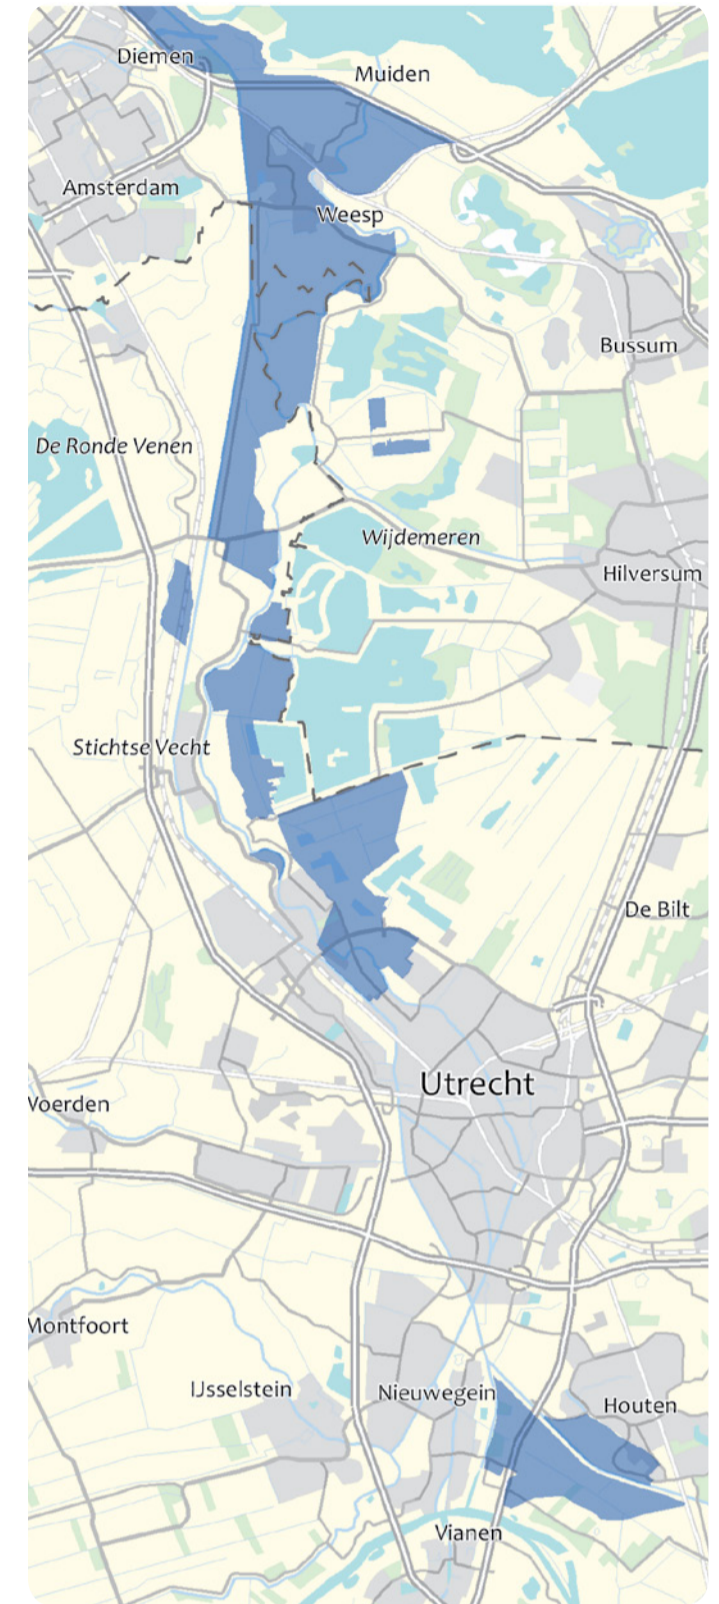 Diemen
Muiden
Amsterdam
Weesp
Bussum
De Ronde Venen
Wijdemeren
Hilversum
Stichtse Vecht
De Bilt
Utrecht
Woerden
Montfoort
IJsselstein
Nieuwegein
Houten
Vianen